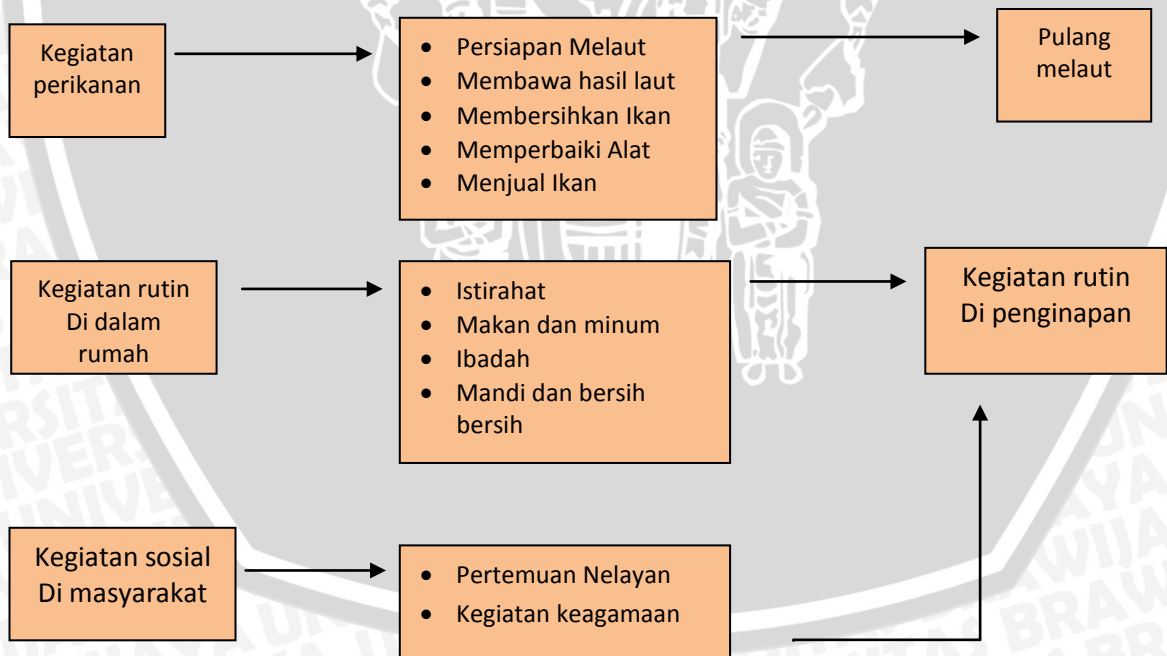 Kegiatan
perikanan
• Persiapan Melaut
• Membawa hasil laut
• Membersihkan Ikan
• Memperbaiki Alat
• Menjual Ikan
Pulang
melaut
Kegiatan rutin
Di dalam
rumah
• Istirahat
• Makan dan minum
• Ibadah
• Mandi dan bersih
bersih
Kegiatan rutin
Di penginapan
Kegiatan sosial
Di masyarakat
• Pertemuan Nelayan
• Kegiatan keagamaan